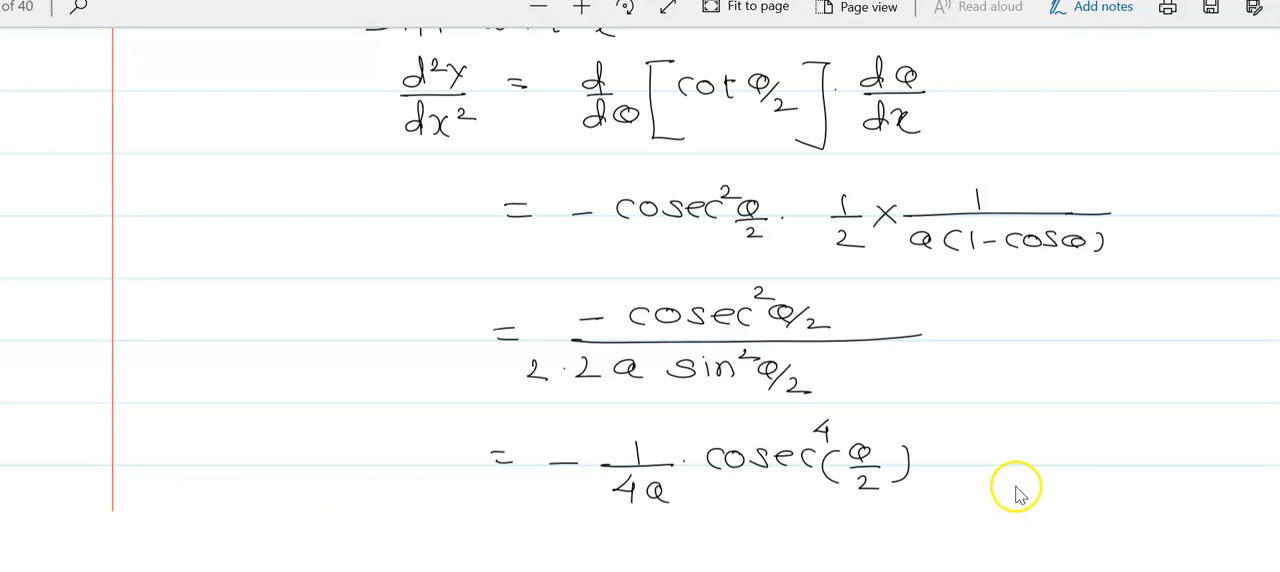 of 40 Fit to page Page view Read aloud Add notes
d²y/dx² = d/dθ [cot θ/2] · dθ/dx
= - cosec² θ/2 · 1/2 × 1/a(1-cosθ)
= - cosec² θ/2 / 2·2a sin² θ/2
= - 1/4a · cosec⁴(θ/2)